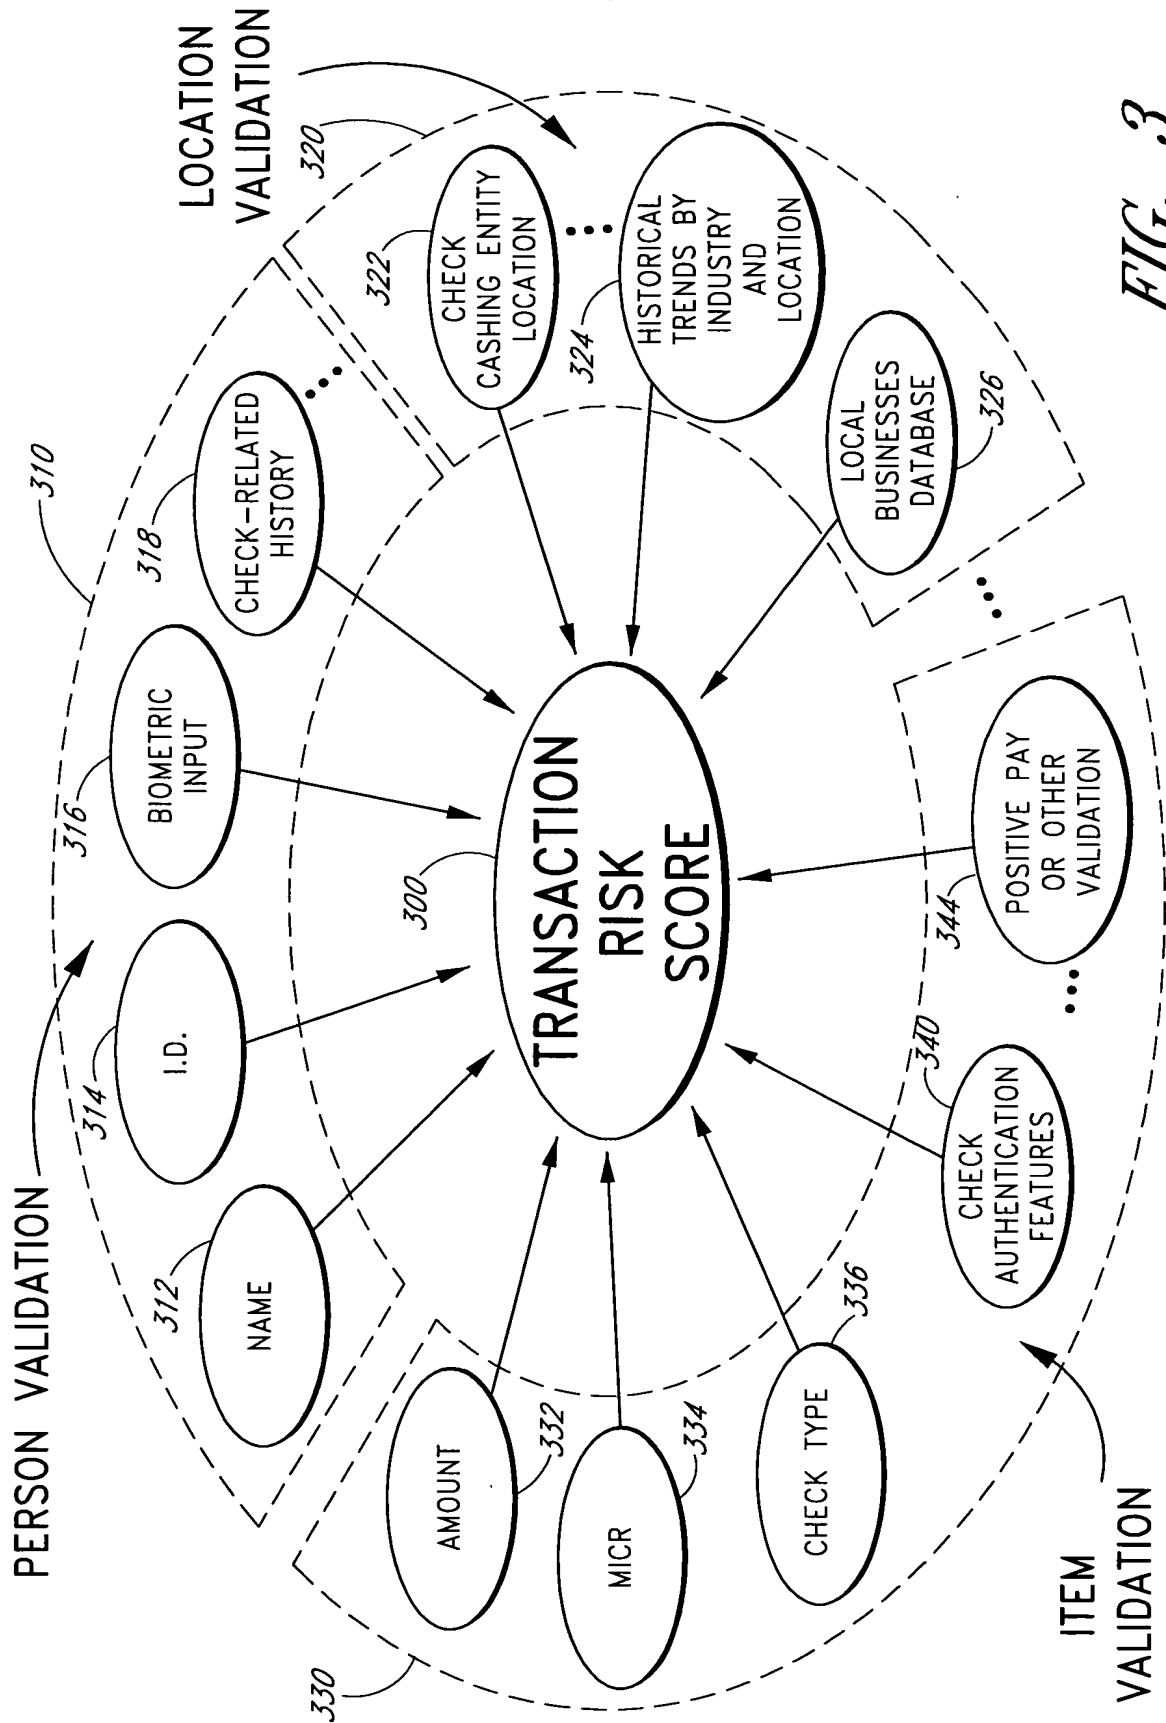 PERSON VALIDATION
310
312
NAME
314
I.D.
316
BIOMETRIC
INPUT
318
CHECK-RELATED
HISTORY
LOCATION
VALIDATION
320
322
CHECK
CASHING ENTITY
LOCATION
324
HISTORICAL
TRENDS BY
INDUSTRY
AND
LOCATION
LOCAL
BUSINESSES
DATABASE
326
300
TRANSACTION
RISK
SCORE
330
AMOUNT
332
MICR
334
CHECK TYPE
336
CHECK
AUTHENTICATION
FEATURES
340
344
POSITIVE PAY
OR OTHER
VALIDATION
ITEM
VALIDATION
FIG. 3